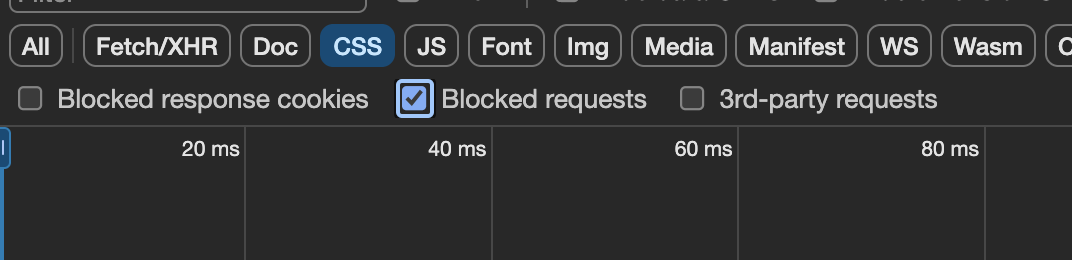 All Fetch/XHR Doc CSS JS Font Img Media Manifest WS Wasm
Blocked response cookies Blocked requests 3rd-party requests
20 ms 40 ms 60 ms 80 ms